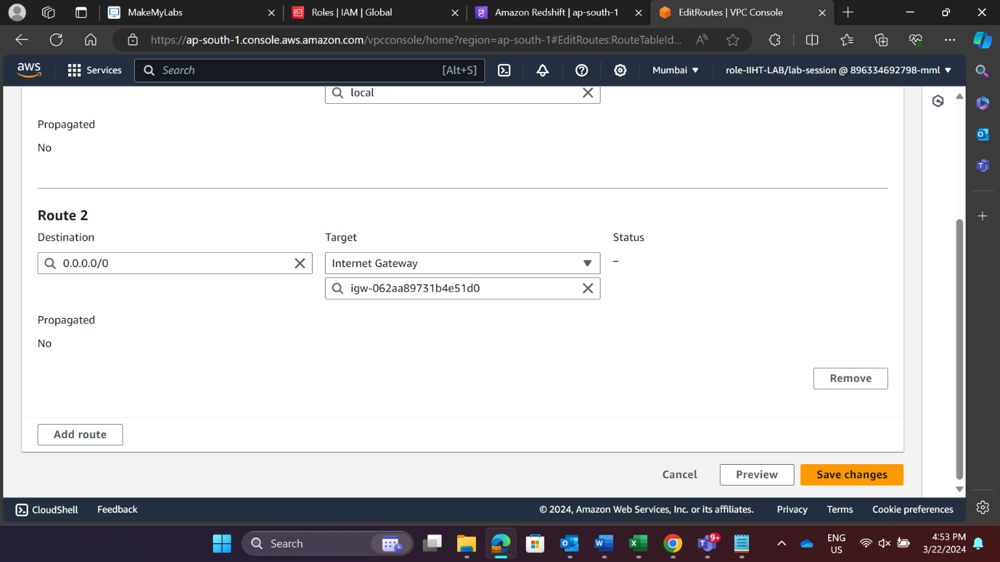 MakeMyLabs
Roles | IAM | Global
Amazon Redshift | ap-south-1
EditRoutes | VPC Console
https://ap-south-1.console.aws.amazon.com/vpcconsole/home?region=ap-south-1#EditRoutes:RouteTableId...
aws
Services
Search
[Alt+S]
Mumbai
role-IIHT-LAB/lab-session @ 896334692798-mml
local
Propagated
No
Route 2
Destination
Target
Status
0.0.0.0/0
Internet Gateway
–
igw-062aa89731b4e51d0
Propagated
No
Remove
Add route
Cancel
Preview
Save changes
CloudShell
Feedback
© 2024, Amazon Web Services, Inc. or its affiliates.
Privacy
Terms
Cookie preferences
Search
9+
ENG
US
4:53 PM
3/22/2024